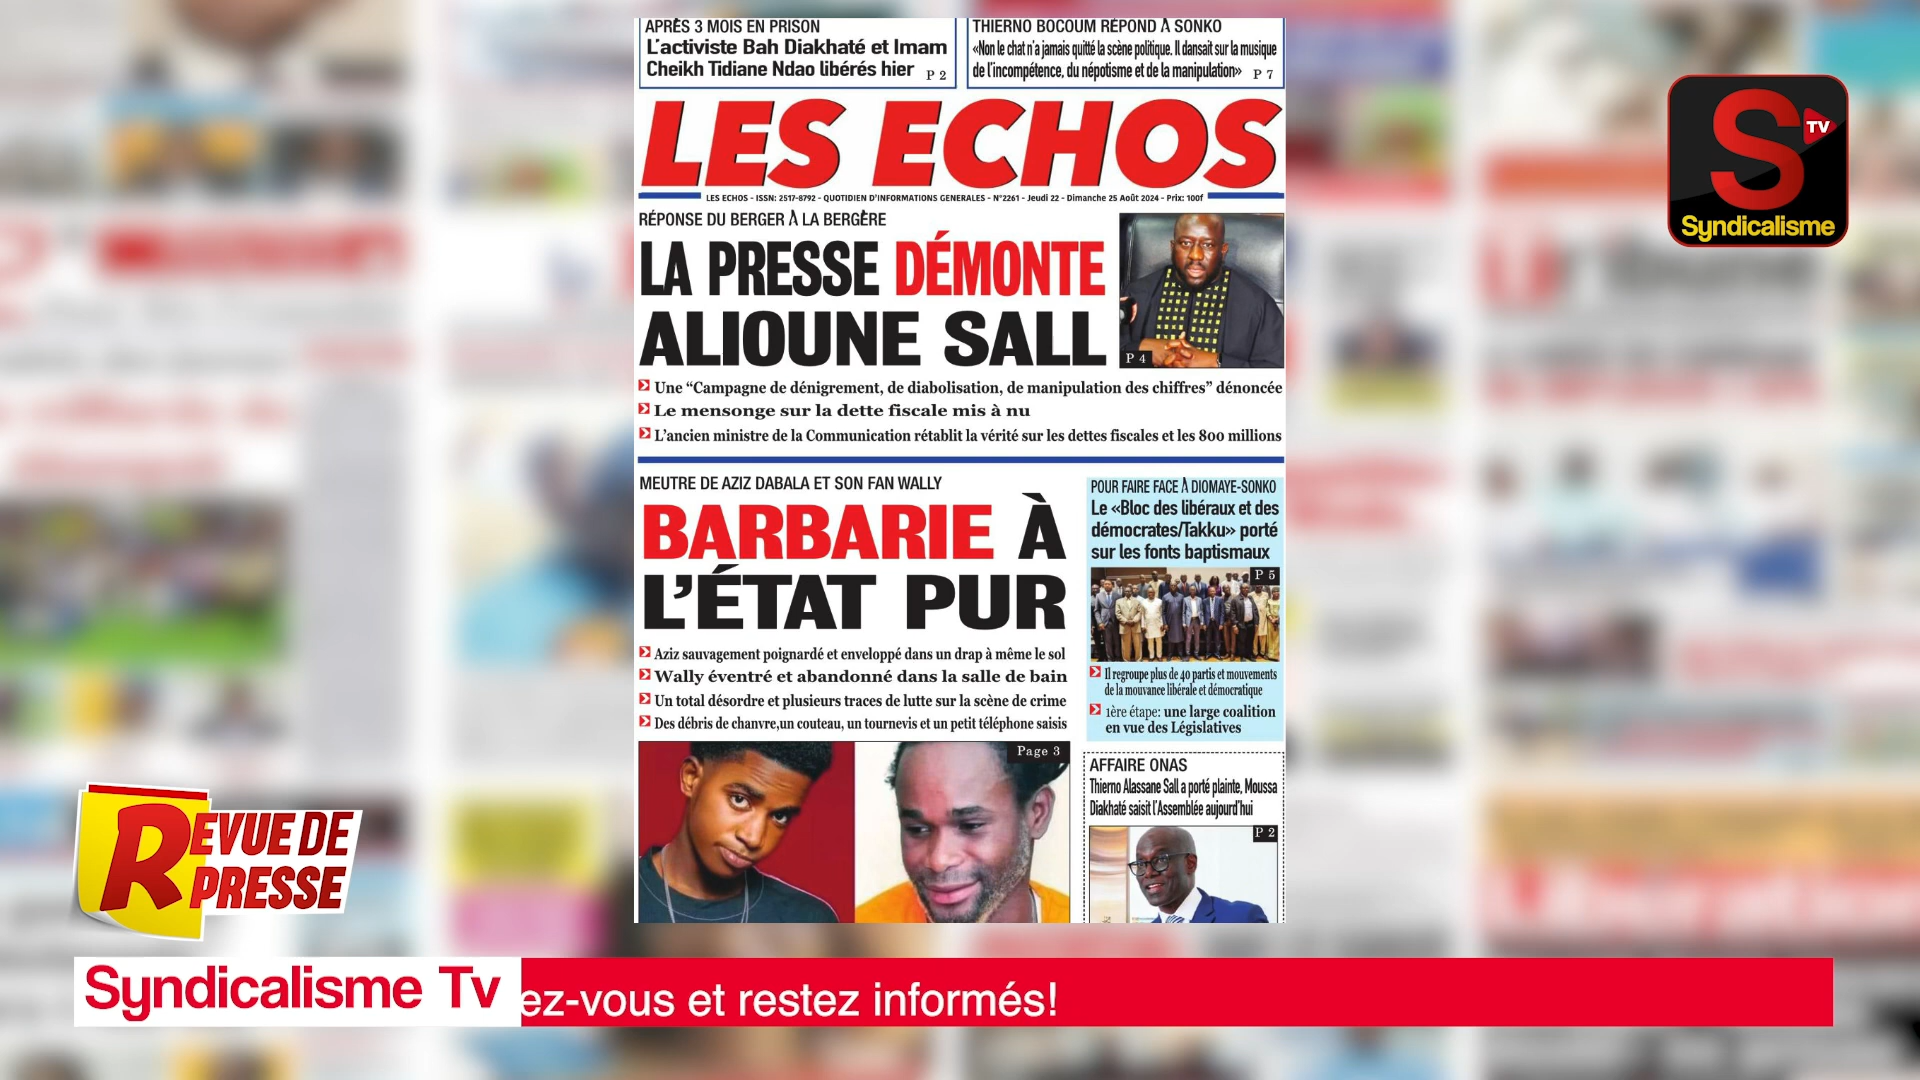 APRÈS 3 MOIS EN PRISON
L'activiste Bah Diakhaté et Imam
Cheikh Tidiane Ndao libérés hier P 2
THIERNO BOCOUM RÉPOND À SONKO
«Non le chat n'a jamais quitté la scène politique. Il dansait sur la musique
de l'incompétence, du népotisme et de la manipulation» P 7
LES ECHOS
LES ECHOS - ISSN: 2517-8792 - QUOTIDIEN D'INFORMATIONS GENERALES - N°2261 - Jeudi 22 - Dimanche 25 Août 2024 - Prix: 100f
RÉPONSE DU BERGER À LA BERGÈRE
LA PRESSE DÉMONTE
ALIOUNE SALL
P 4
Une “Campagne de dénigrement, de diabolisation, de manipulation des chiffres” dénoncée
Le mensonge sur la dette fiscale mis à nu
L'ancien ministre de la Communication rétablit la vérité sur les dettes fiscales et les 800 millions
MEUTRE DE AZIZ DABALA ET SON FAN WALLY
BARBARIE À
L'ÉTAT PUR
Aziz sauvagement poignardé et enveloppé dans un drap à même le sol
Wally éventré et abandonné dans la salle de bain
Un total désordre et plusieurs traces de lutte sur la scène de crime
Des débris de chanvre,un couteau, un tournevis et un petit téléphone saisis
Page 3
POUR FAIRE FACE À DIOMAYE-SONKO
Le «Bloc des libéraux et des
démocrates/Takku» porté
sur les fonts baptismaux
P 5
Il regroupe plus de 40 partis et mouvements
de la mouvance libérale et démocratique
1ère étape: une large coalition
en vue des Législatives
AFFAIRE ONAS
Thierno Alassane Sall a porté plainte, Moussa
Diakhaté saisit l'Assemblée aujourd'hui
P 2
S TV
Syndicalisme
REVUE DE
PRESSE
Syndicalisme Tv
ez-vous et restez informés!